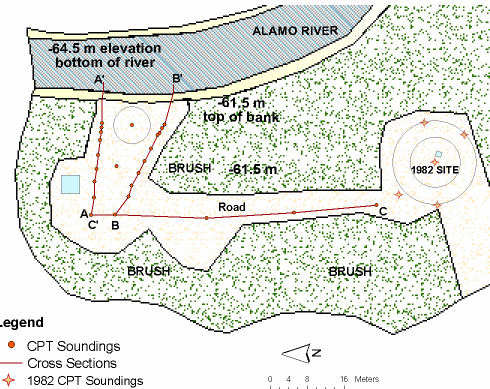 ALAMO RIVER
-64.5 m elevation
bottom of river
A'
B'
-61.5 m
top of bank
BRUSH
-61.5 m
1982 SITE
Road
A
C'
B
C
BRUSH
BRUSH
Legend
CPT Soundings
Cross Sections
1982 CPT Soundings
N
0 4 8 16 Meters